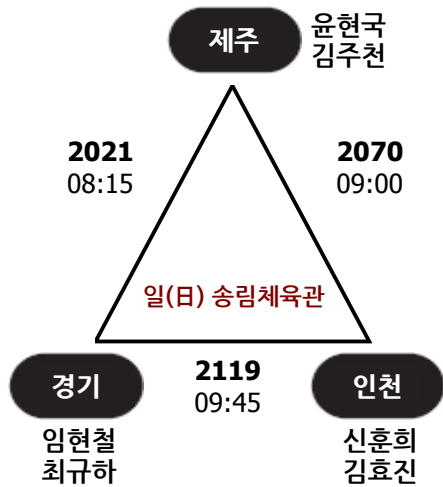 제주
윤현국
김주천
2021
08:15
2070
09:00
일(日) 송림체육관
경기
2119
09:45
인천
임현철
최규하
신훈희
김효진